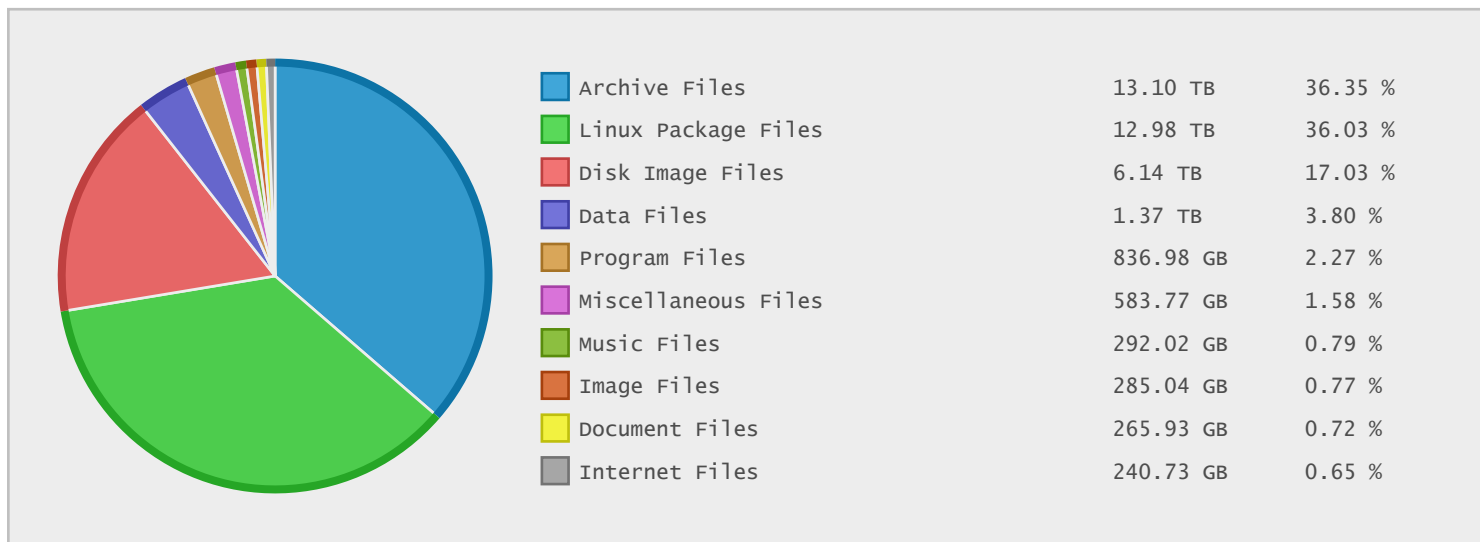 Archive Files 13.10 TB 36.35 %
Linux Package Files 12.98 TB 36.03 %
Disk Image Files 6.14 TB 17.03 %
Data Files 1.37 TB 3.80 %
Program Files 836.98 GB 2.27 %
Miscellaneous Files 583.77 GB 1.58 %
Music Files 292.02 GB 0.79 %
Image Files 285.04 GB 0.77 %
Document Files 265.93 GB 0.72 %
Internet Files 240.73 GB 0.65 %